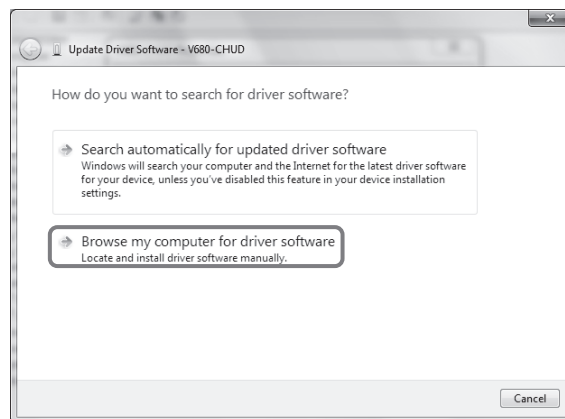 Update Driver Software - V680-CHUD
How do you want to search for driver software?
Search automatically for updated driver software
Windows will search your computer and the Internet for the latest driver software
for your device, unless you've disabled this feature in your device installation
settings.
Browse my computer for driver software
Locate and install driver software manually.
Cancel